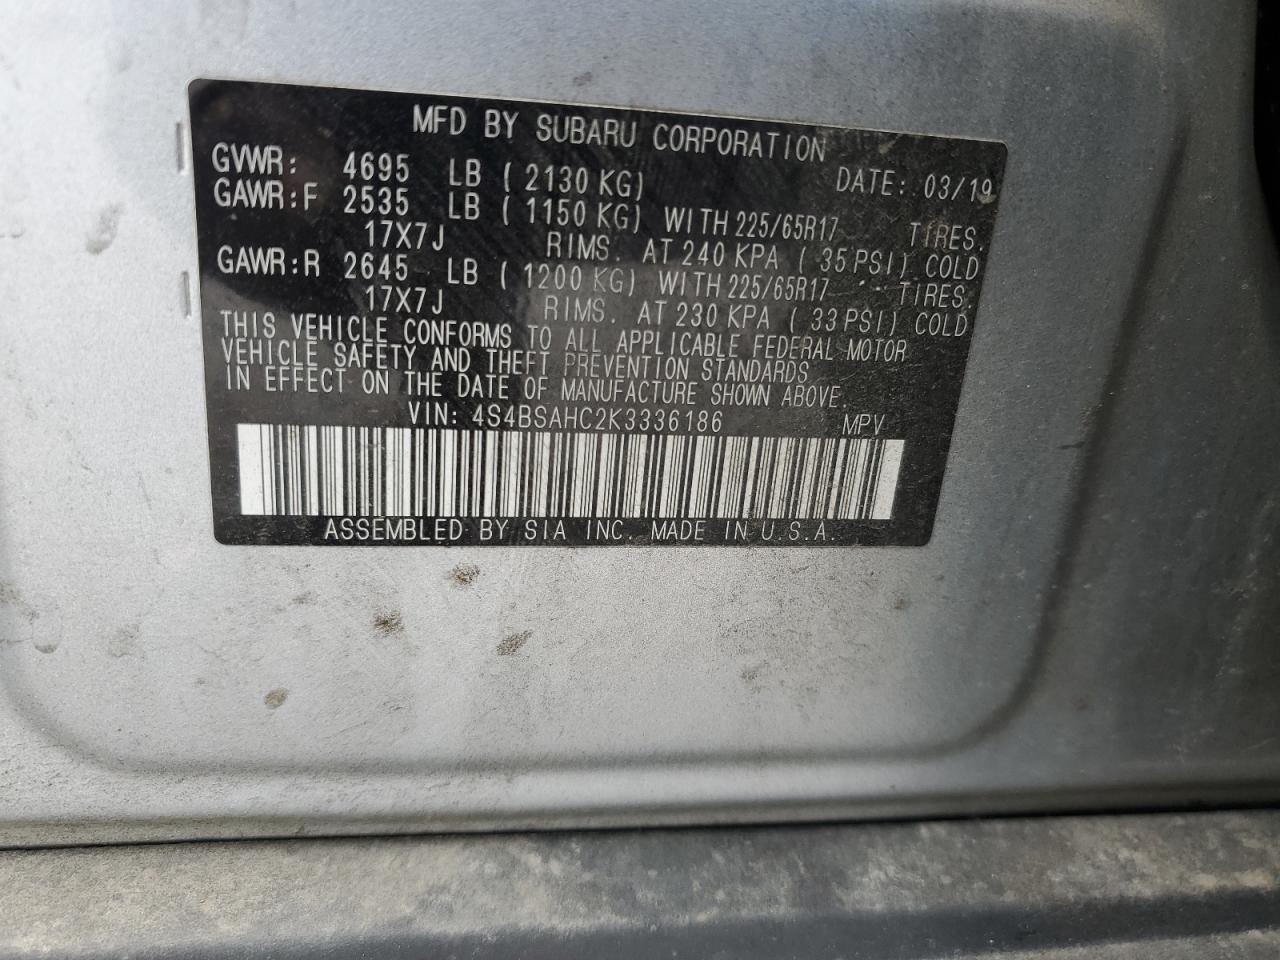 MFD BY SUBARU CORPORATION
GVWR: 4695 LB ( 2130 KG) DATE: 03/19
GAWR:F 2535 LB ( 1150 KG) WITH 225/65R17 TIRES.
17X7J RIMS. AT 240 KPA ( 35 PSI) COLD
GAWR:R 2645 LB ( 1200 KG) WITH 225/65R17 TIRES.
17X7J RIMS. AT 230 KPA ( 33 PSI) COLD
THIS VEHICLE CONFORMS TO ALL APPLICABLE FEDERAL MOTOR
VEHICLE SAFETY AND THEFT PREVENTION STANDARDS
IN EFFECT ON THE DATE OF MANUFACTURE SHOWN ABOVE.
VIN: 4S4BSAHC2K3336186 MPV
ASSEMBLED BY SIA INC. MADE IN U.S.A.